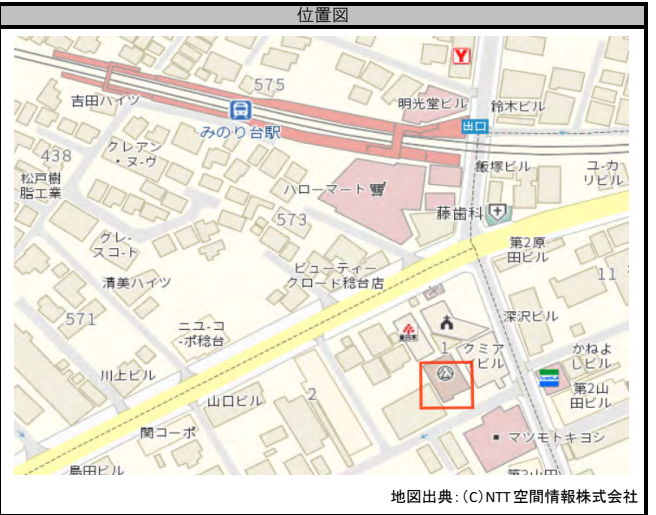 位置図
575
吉田ハイツ
みのり台駅
明光堂ビル
鈴木ビル
出口
クレアン
・ヌ-ヴ
438
松戸樹
脂工業
飯塚ビル
ユ-カ
リビル
ハローマート
藤歯科
573
グレ-
スコ-ト
第2原
田ビル
ビューティー
クロード稔台店
清美ハイツ
11
571
ニユ-コ
-ポ稔台
深沢ビル
1
クミア
イビル
かねよ
しビル
川上ビル
山口ビル
2
第2山
田ビル
関コーポ
マツモトキヨシ
島田ビル
第2山田
地図出典：(C)NTT空間情報株式会社